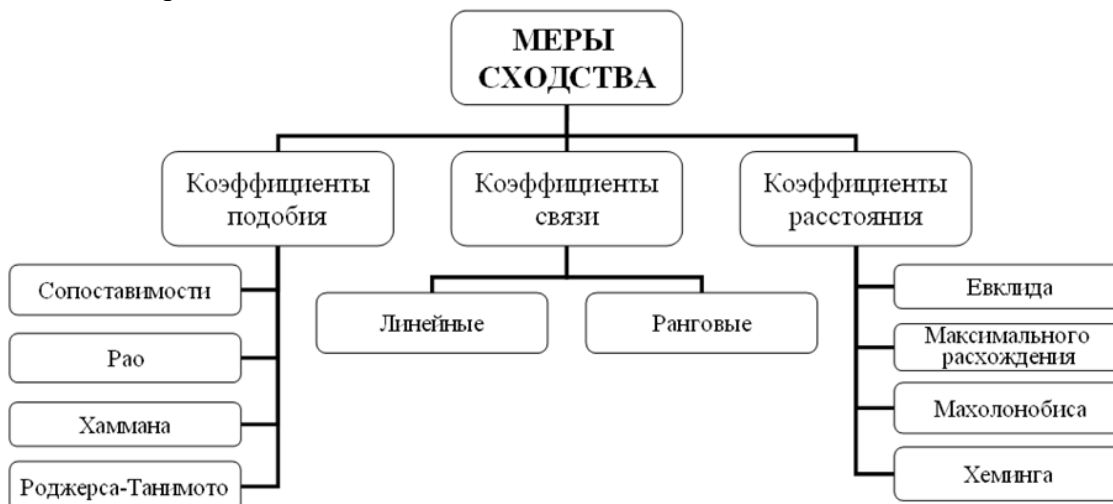 МЕРЫ
СХОДСТВА
Коэффициенты
подобия
Коэффициенты
связи
Коэффициенты
расстояния
Сопоставимости
Рао
Хаммана
Роджерса-Танимото
Линейные
Ранговые
Евклида
Максимального
расхождения
Махолонобиса
Хеминга